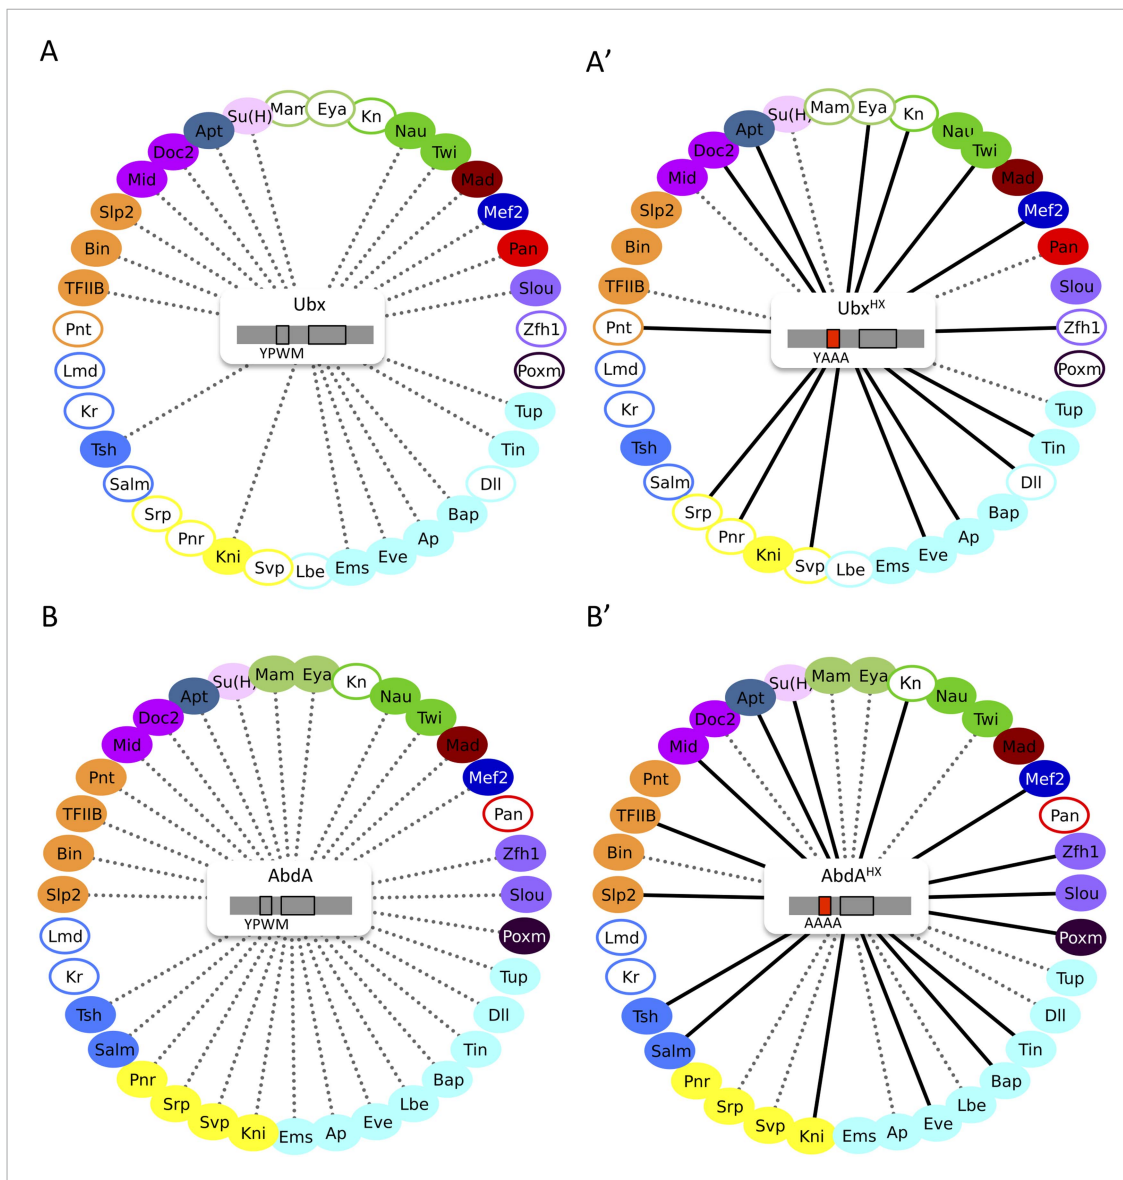 A
A’
Su(H)
Mam
Eya
Kn
Apt
Nau
Doc2
Twi
Mid
Mad
Slp2
Mef2
Bin
Pan
TFIIB
Slou
Ubx
YPWM
Pnt
Zfh1
Lmd
Poxm
Kr
Tup
Tsh
Tin
Salm
Dll
Srp
Bap
Pnr
Ap
Kni
Eve
Svp
Lbe
Ems
Su(H)
Mam
Eya
Kn
Apt
Nau
Doc2
Twi
Mid
Mad
Slp2
Mef2
Bin
Pan
TFIIB
Slou
UbxHX
YAAA
Pnt
Zfh1
Lmd
Poxm
Kr
Tup
Tsh
Tin
Salm
Dll
Srp
Bap
Pnr
Ap
Kni
Eve
Svp
Lbe
Ems
B
B’
Su(H)
Mam
Eya
Kn
Apt
Nau
Doc2
Twi
Mid
Mad
Pnt
Mef2
TFIIB
Pan
Bin
Zfh1
Slp2
Slou
AbdA
YPWM
Lmd
Poxm
Kr
Tup
Tsh
Dll
Salm
Tin
Pnr
Bap
Srp
Lbe
Svp
Eve
Kni
Ems
Ap
Su(H)
Mam
Eya
Kn
Apt
Nau
Doc2
Twi
Mid
Mad
Pnt
Mef2
TFIIB
Pan
Bin
Zfh1
Slp2
Slou
AbdAHX
AAAA
Lmd
Poxm
Kr
Tup
Tsh
Dll
Salm
Tin
Pnr
Bap
Srp
Lbe
Svp
Eve
Kni
Ems
Ap